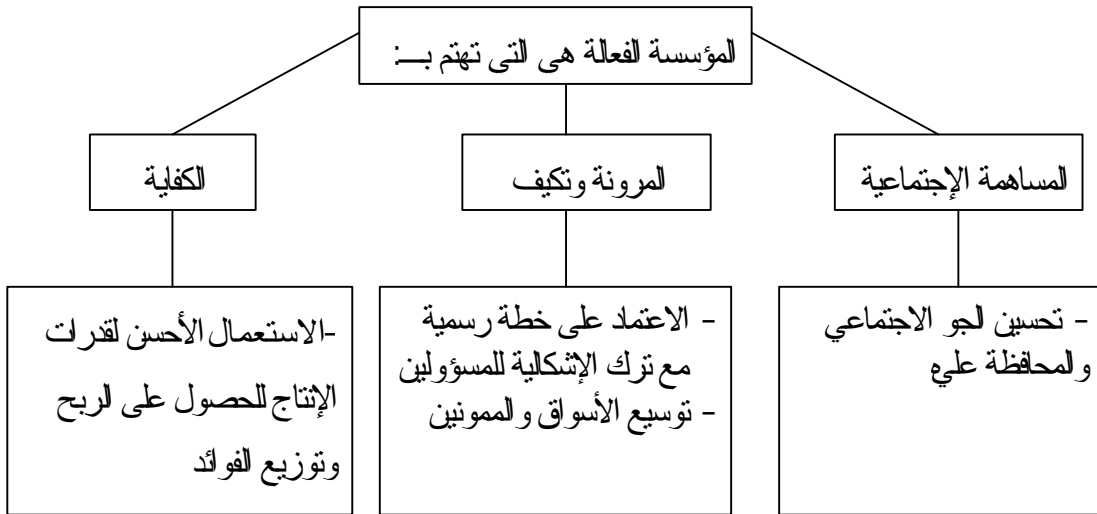 المؤسسة الفعالة هى التى تهتم بــ:
المساهمة الإجتماعية
المرونة وتكيف
الكفاية
- تحسين الجو الاجتماعي
والمحافظة عليه
- الاعتماد على خطة رسمية
مع ترك الإشكالية للمسؤولين
- توسيع الأسواق والممونين
-الاستعمال الأحسن لقدرات
الإنتاج للحصول على الربح
وتوزيع الفوائد